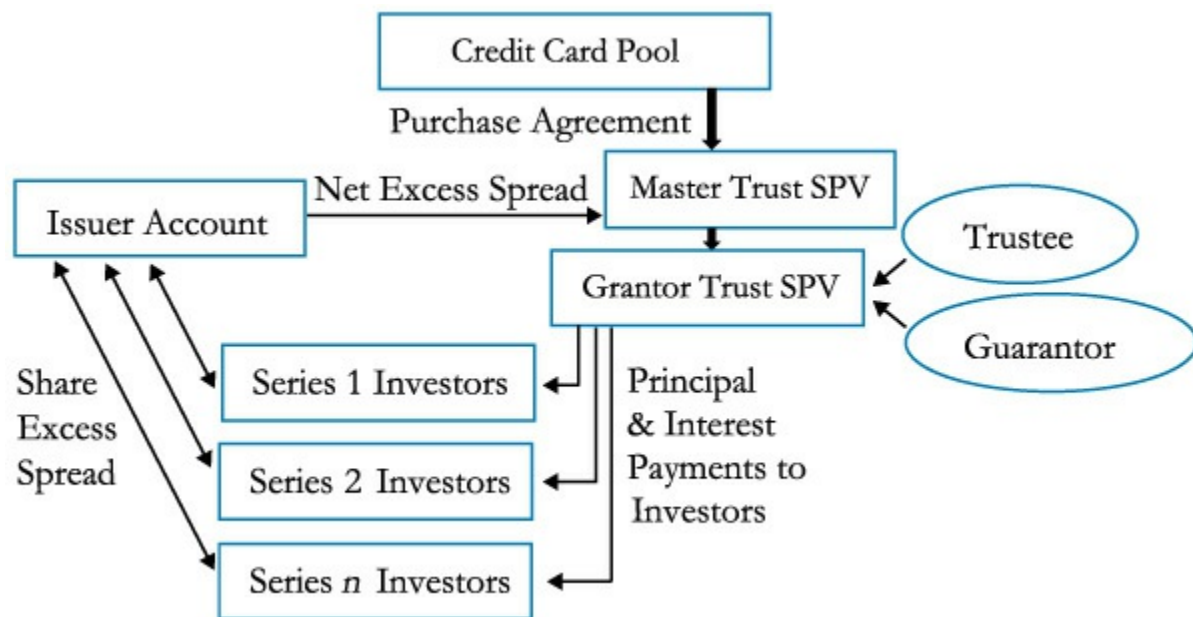 Credit Card Pool
Purchase Agreement
Master Trust SPV
Net Excess Spread
Issuer Account
Trustee
Grantor Trust SPV
Guarantor
Share
Excess
Spread
Series 1 Investors
Series 2 Investors
Series n Investors
Principal
& Interest
Payments to
Investors